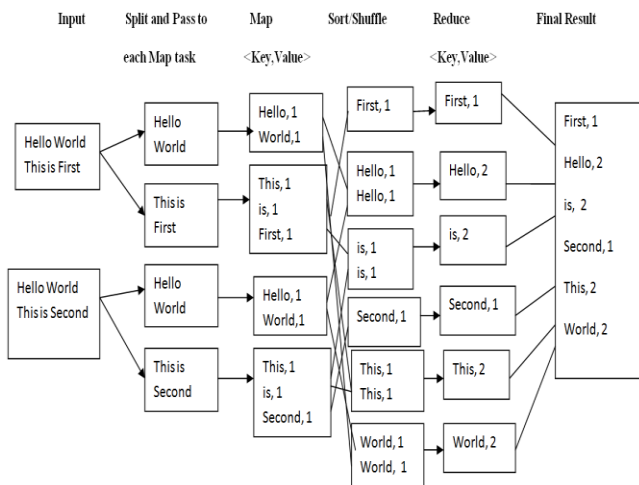 Input
Split and Pass to
each Map task
Map
<Key,Value>
Sort/Shuffle
Reduce
<Key,Value>
Final Result
Hello World
This is First
Hello World
This is Second
Hello
World
This is
First
Hello
World
This is
Second
Hello, 1
World,1
This, 1
is, 1
First, 1
Hello, 1
World,1
This, 1
is, 1
Second, 1
First, 1
Hello, 1
Hello, 1
is, 1
is, 1
Second, 1
This, 1
This, 1
World, 1
World, 1
First, 1
Hello, 2
is, 2
Second, 1
This, 2
World, 2
First, 1
Hello, 2
is, 2
Second, 1
This, 2
World, 2